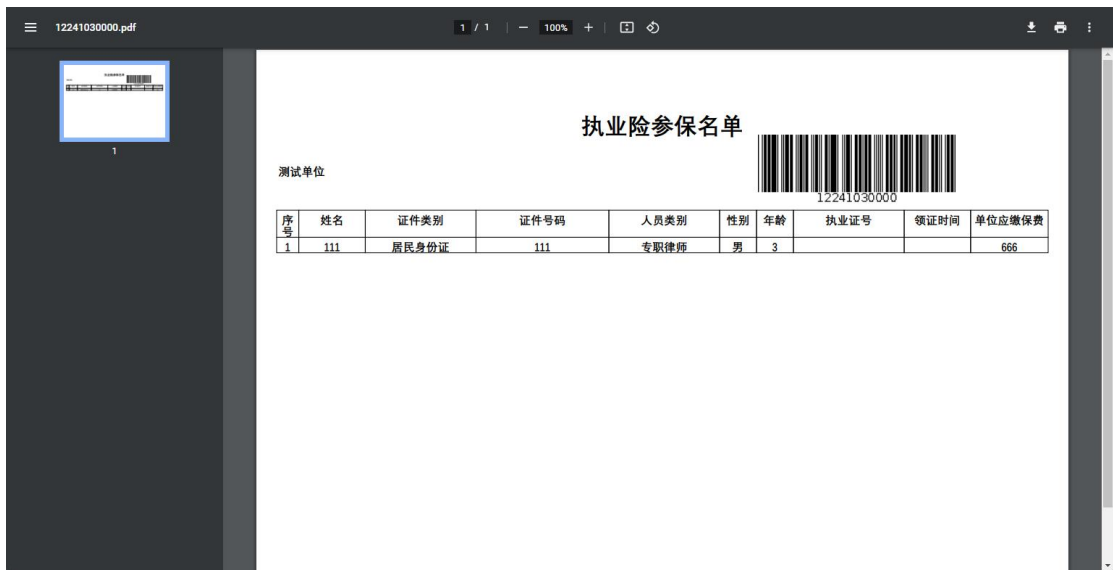 12241030000.pdf 1 / 1 100%
1
执业险参保名单
测试单位
12241030000
序号 姓名 证件类别 证件号码 人员类别 性别 年龄 执业证号 领证时间 单位应缴保费
1 111 居民身份证 111 专职律师 男 3 666